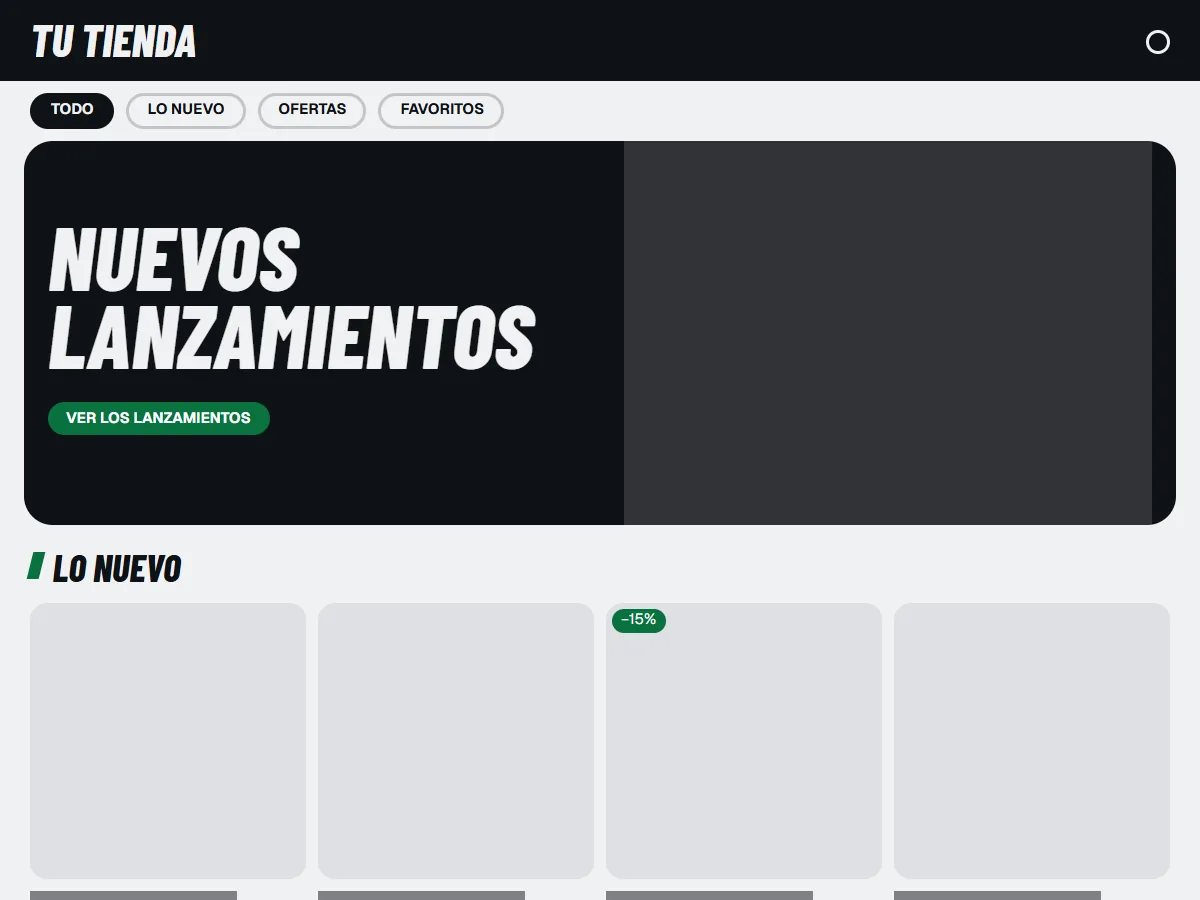 TU TIENDA
TODO
LO NUEVO
OFERTAS
FAVORITOS
NUEVOS
LANZAMIENTOS
VER LOS LANZAMIENTOS
LO NUEVO
−15%